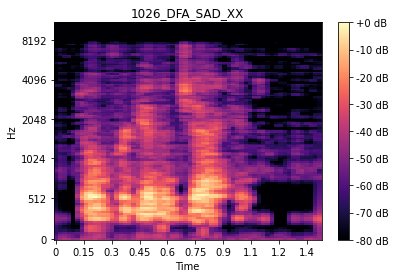 1026_DFA_SAD_XX
+0 dB
8192
-10 dB
4096
-20 dB
-30 dB
2048
Hz
-40 dB
1024
-50 dB
512
-60 dB
-70 dB
0
-80 dB
0 0.15 0.3 0.45 0.6 0.75 0.9 1.05 1.2 1.4
Time